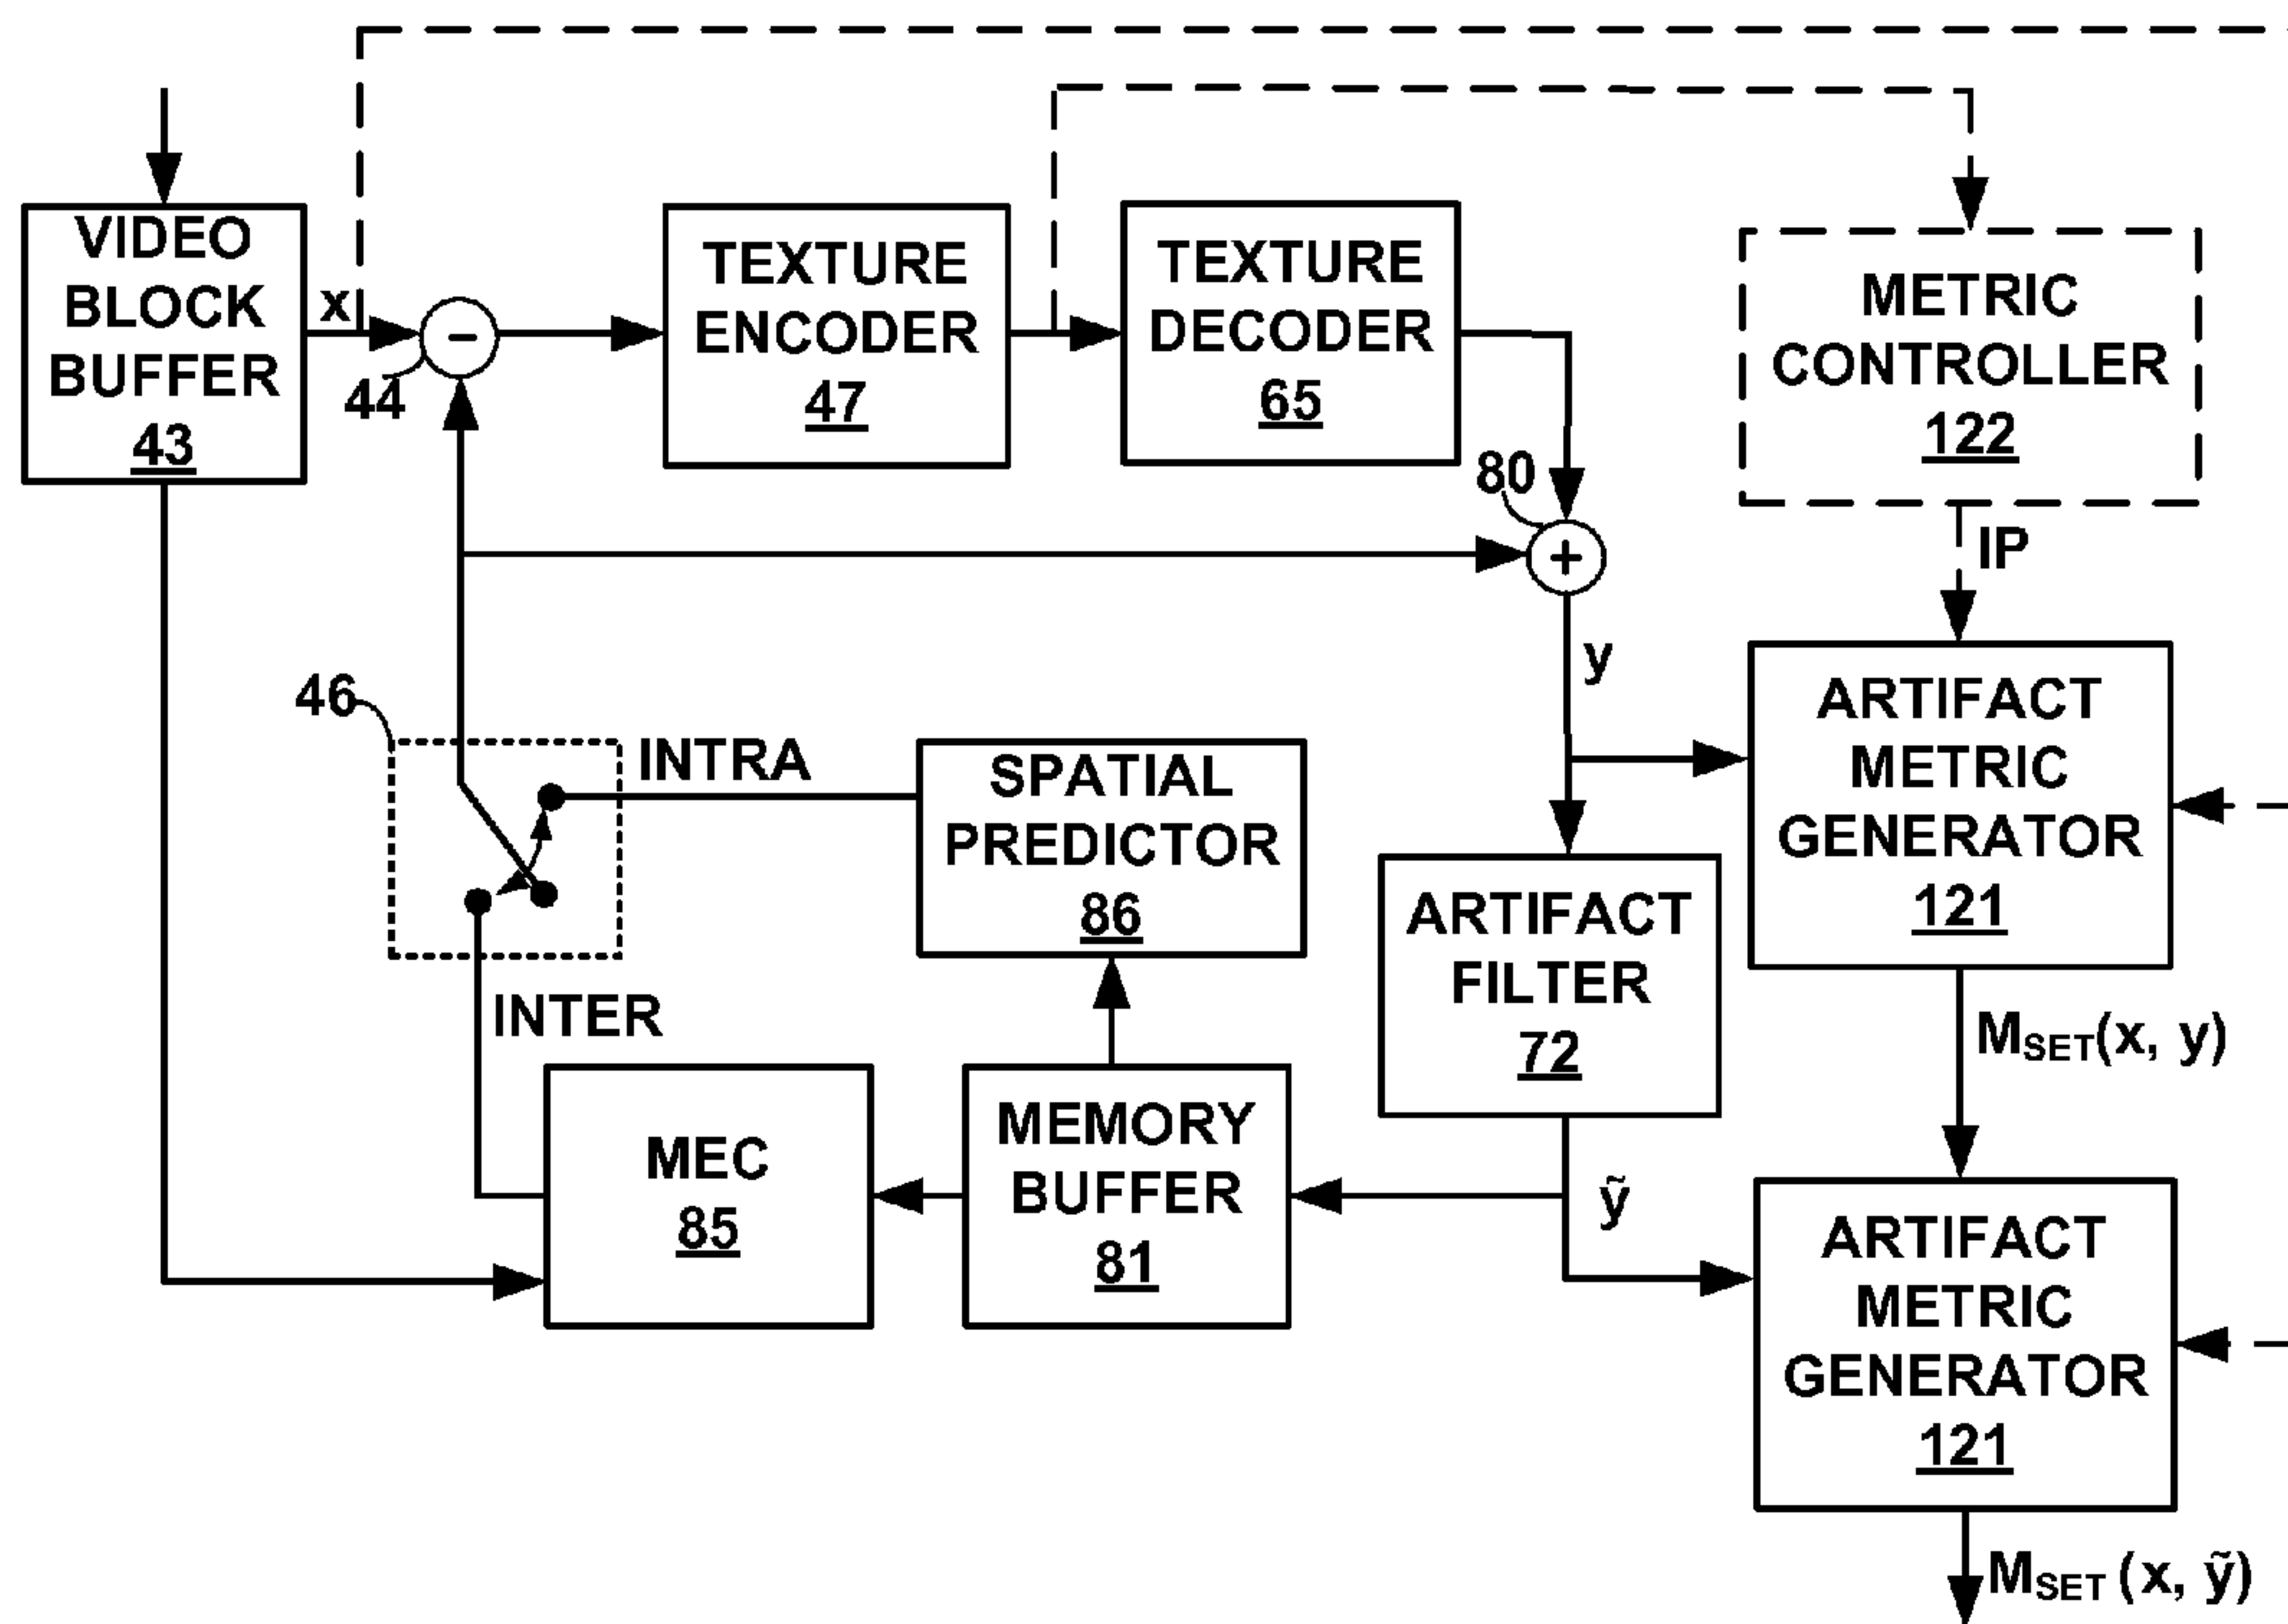 VIDEO
BLOCK
BUFFER
43
x
44
-
TEXTURE
ENCODER
47
TEXTURE
DECODER
65
METRIC
CONTROLLER
122
80
+
IP
y
46
INTRA
SPATIAL
PREDICTOR
86
ARTIFACT
METRIC
GENERATOR
121
ARTIFACT
FILTER
72
INTER
MSET(x, y)
MEC
85
MEMORY
BUFFER
81
ỹ
ARTIFACT
METRIC
GENERATOR
121
MSET (x, ỹ)